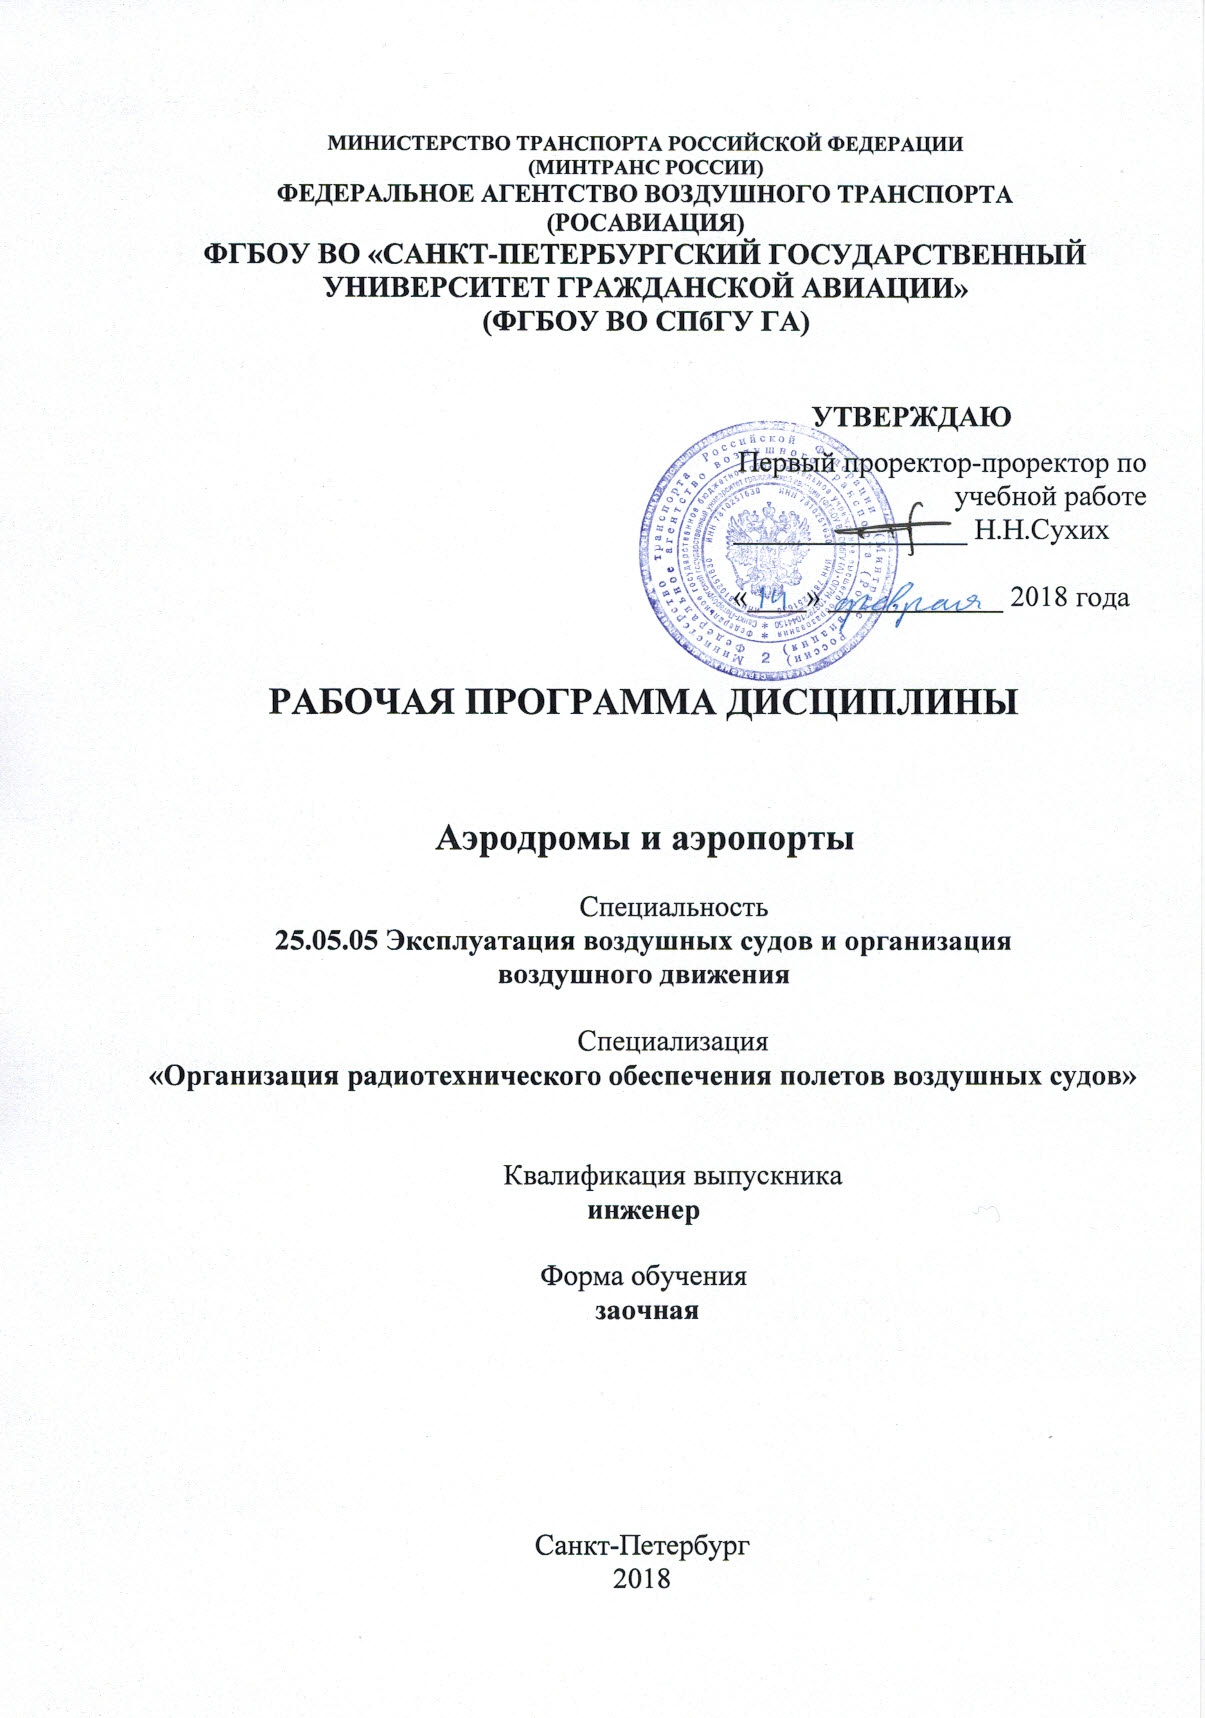 МИНИСТЕРСТВО ТРАНСПОРТА РОССИЙСКОЙ ФЕДЕРАЦИИ
(МИНТРАНС РОССИИ)
ФЕДЕРАЛЬНОЕ АГЕНТСТВО ВОЗДУШНОГО ТРАНСПОРТА
(РОСАВИАЦИЯ)
ФГБОУ ВО «САНКТ-ПЕТЕРБУРГСКИЙ ГОСУДАРСТВЕННЫЙ
УНИВЕРСИТЕТ ГРАЖДАНСКОЙ АВИАЦИИ»
(ФГБОУ ВО СПбГУ ГА)
УТВЕРЖДАЮ
Первый проректор-проректор по
учебной работе
Н.Н.Сухих
«14» февраля 2018 года
РАБОЧАЯ ПРОГРАММА ДИСЦИПЛИНЫ
Аэродромы и аэропорты
Специальность
25.05.05 Эксплуатация воздушных судов и организация
воздушного движения
Специализация
«Организация радиотехнического обеспечения полетов воздушных судов»
Квалификация выпускника
инженер
Форма обучения
заочная
Санкт-Петербург
2018